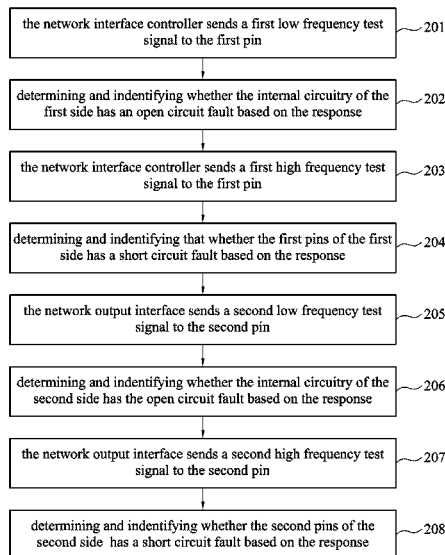 the network interface controller sends a first low frequency test
signal to the first pin
201
determining and indentifying whether the internal circuitry of the
first side has an open circuit fault based on the response
202
the network interface controller sends a first high frequency test
signal to the first pin
203
determining and indentifying that whether the first pins of the first
side has a short circuit fault based on the response
204
the network output interface sends a second low frequency test
signal to the second pin
205
determining and indentifying whether the internal circuitry of the
second side has the open circuit fault based on the response
206
the network output interface sends a second high frequency test
signal to the second pin
207
determining and indentifying whether the second pins of the
second side has a short circuit fault based on the response
208